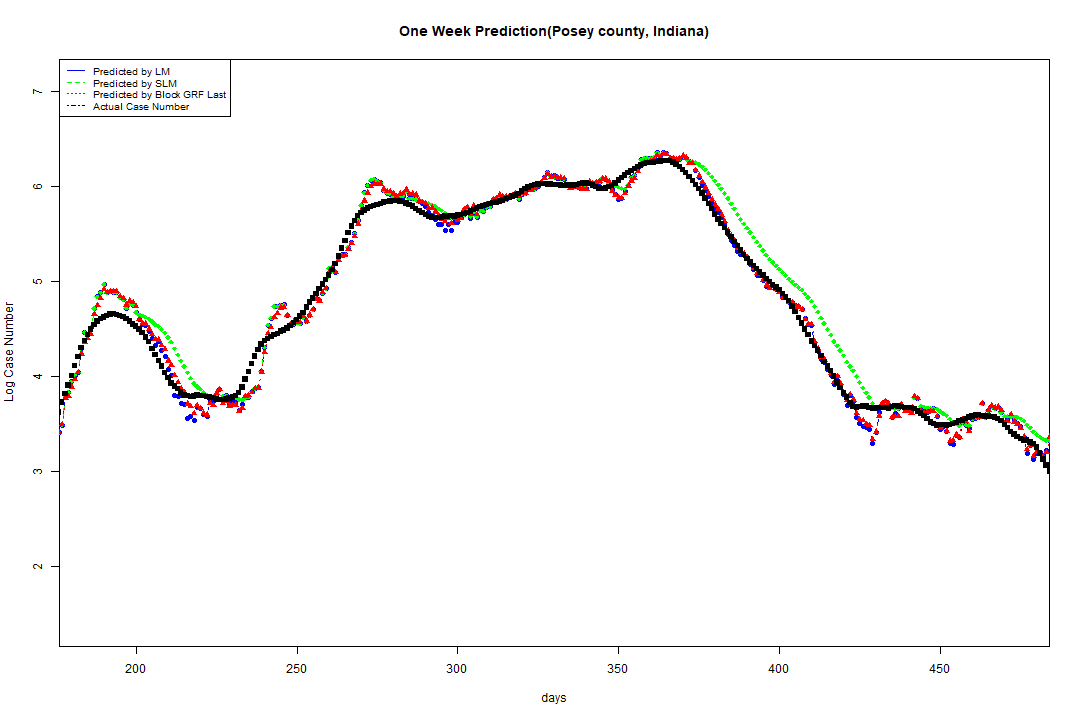 One Week Prediction(Posey county, Indiana)
Predicted by LM
Predicted by SLM
Predicted by Block GRF Last
Actual Case Number
7
6
5
4
3
2
Log Case Number
200 250 300 350 400 450
days